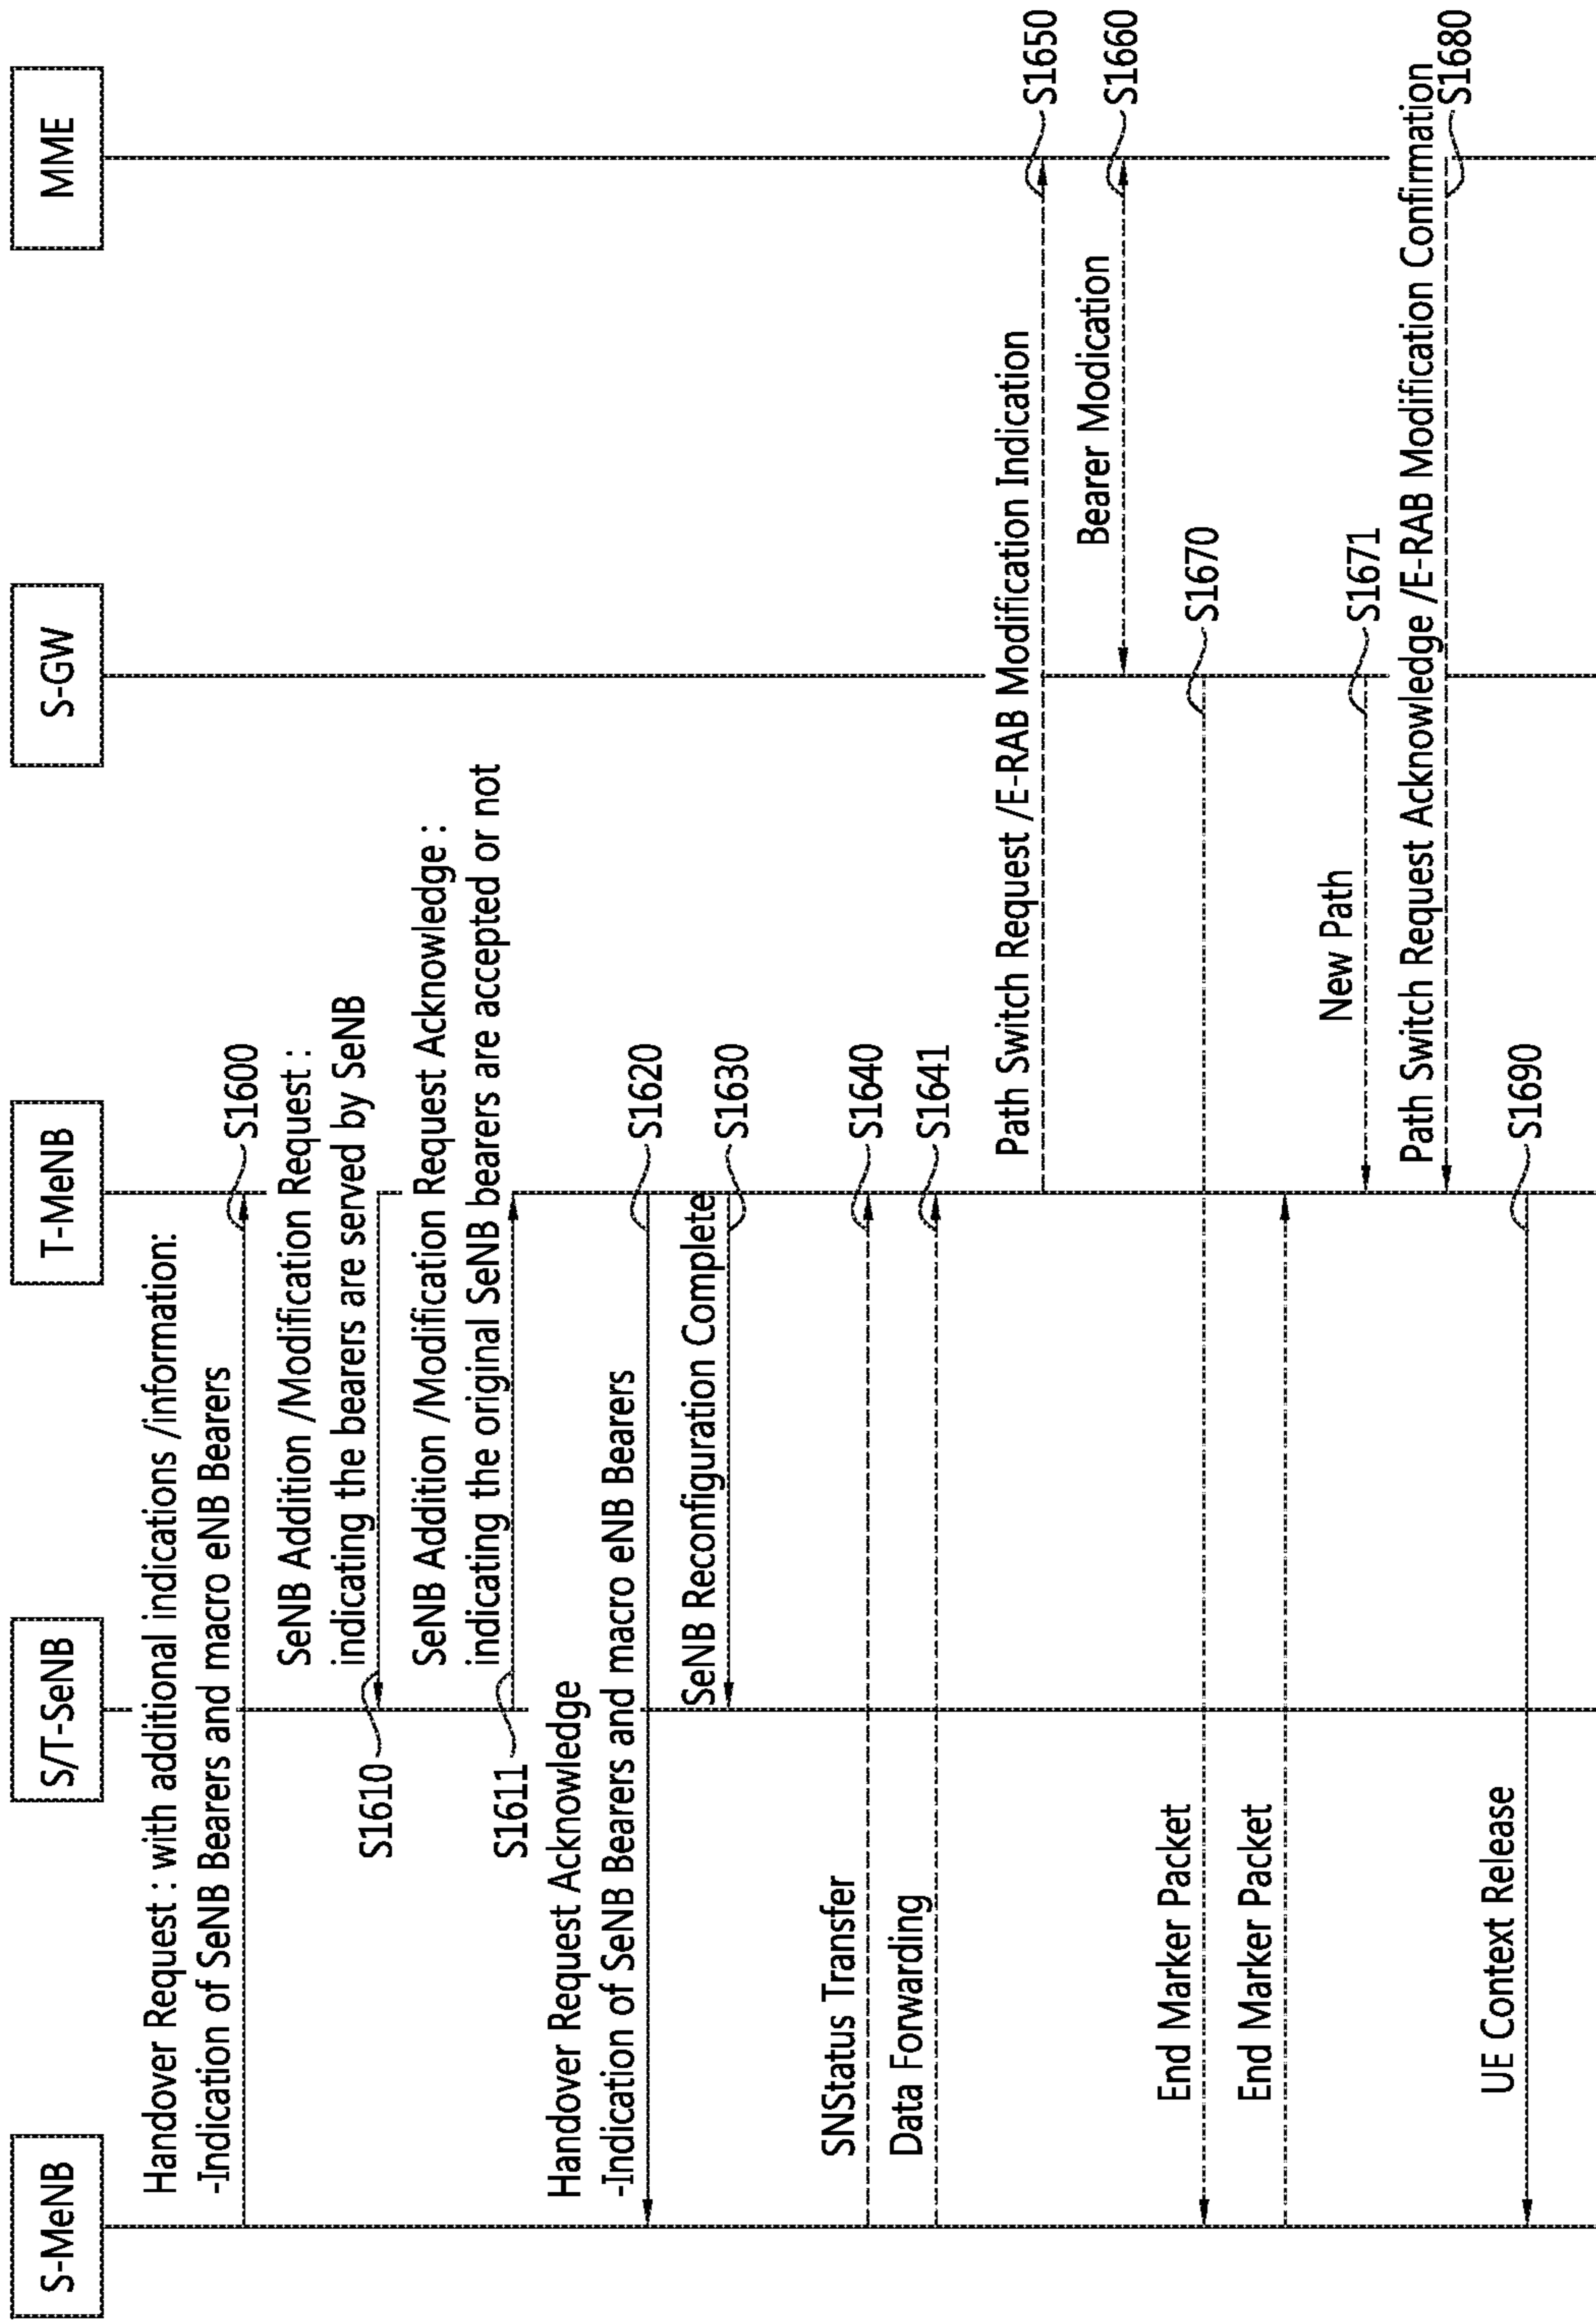 S-MeNB
S/T-SeNB
T-MeNB
S-GW
MME
Handover Request : with additional indications /information:
-Indication of SeNB Bearers and macro eNB Bearers
S1600
SeNB Addition /Modification Request :
indicating the bearers are served by SeNB
S1610
SeNB Addition /Modification Request Acknowledge :
indicating the original SeNB bearers are accepted or not
S1611
Handover Request Acknowledge
-Indication of SeNB Bearers and macro eNB Bearers
S1620
SeNB Reconfiguration Complete
S1630
SNStatus Transfer
S1640
Data Forwarding
S1641
Path Switch Request /E-RAB Modification Indication
S1650
Bearer Modication
S1660
End Marker Packet
S1670
End Marker Packet
New Path
S1671
Path Switch Request Acknowledge /E-RAB Modification Confirmation
S1680
UE Context Release
S1690